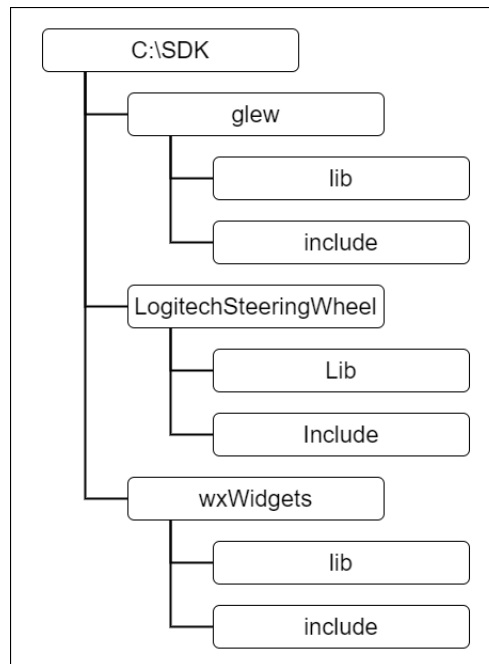 C:\SDK
glew
lib
include
LogitechSteeringWheel
Lib
Include
wxWidgets
lib
include